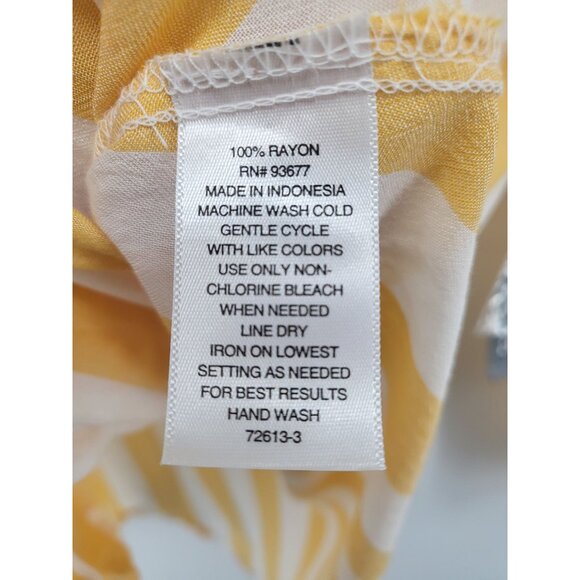 100% RAYON
RN# 93677
MADE IN INDONESIA
MACHINE WASH COLD
GENTLE CYCLE
WITH LIKE COLORS
USE ONLY NON-
CHLORINE BLEACH
WHEN NEEDED
LINE DRY
IRON ON LOWEST
SETTING AS NEEDED
FOR BEST RESULTS
HAND WASH
72613-3